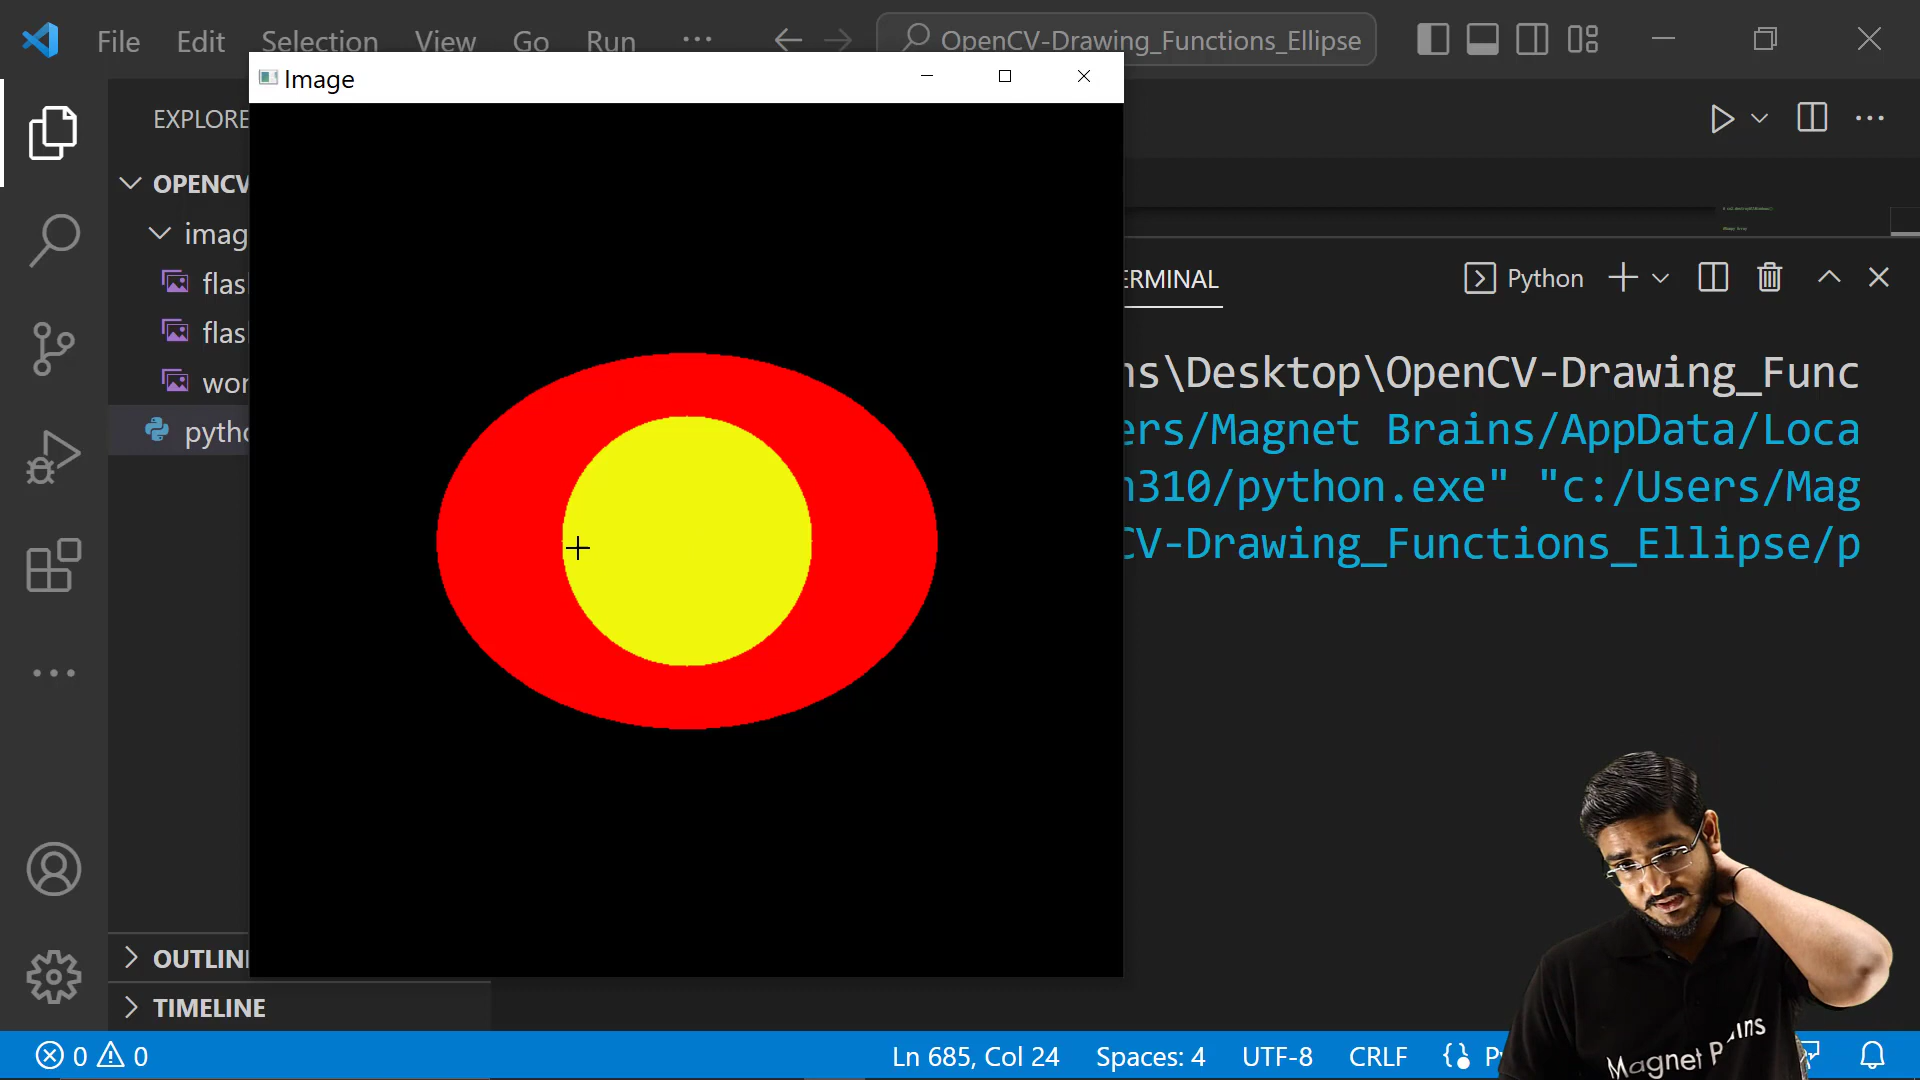 File Edit Selection View Go Run ...
OpenCV-Drawing_Functions_Ellipse
Image
EXPLORE
OPENCV
imag
flas
flas
wor
pytho
ERMINAL
Python
ns\Desktop\OpenCV-Drawing_Func
ers/Magnet Brains/AppData/Loca
n310/python.exe" "c:/Users/Mag
CV-Drawing_Functions_Ellipse/p
OUTLIN
TIMELINE
0 0
Ln 685, Col 24 Spaces: 4 UTF-8 CRLF
Magnet